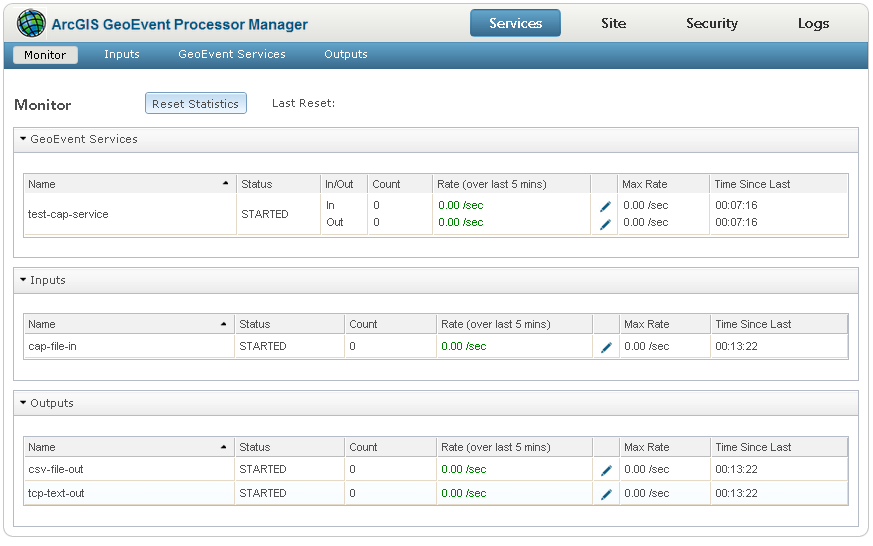 ArcGIS GeoEvent Processor Manager Services Site Security Logs
Monitor Inputs GeoEvent Services Outputs
Monitor Reset Statistics Last Reset:
GeoEvent Services
Name Status In/Out Count Rate (over last 5 mins) Max Rate Time Since Last
test-cap-service STARTED In 0 0.00 /sec 0.00 /sec 00:07:16
Out 0 0.00 /sec 0.00 /sec 00:07:16
Inputs
Name Status Count Rate (over last 5 mins) Max Rate Time Since Last
cap-file-in STARTED 0 0.00 /sec 0.00 /sec 00:13:22
Outputs
Name Status Count Rate (over last 5 mins) Max Rate Time Since Last
csv-file-out STARTED 0 0.00 /sec 0.00 /sec 00:13:22
tcp-text-out STARTED 0 0.00 /sec 0.00 /sec 00:13:22